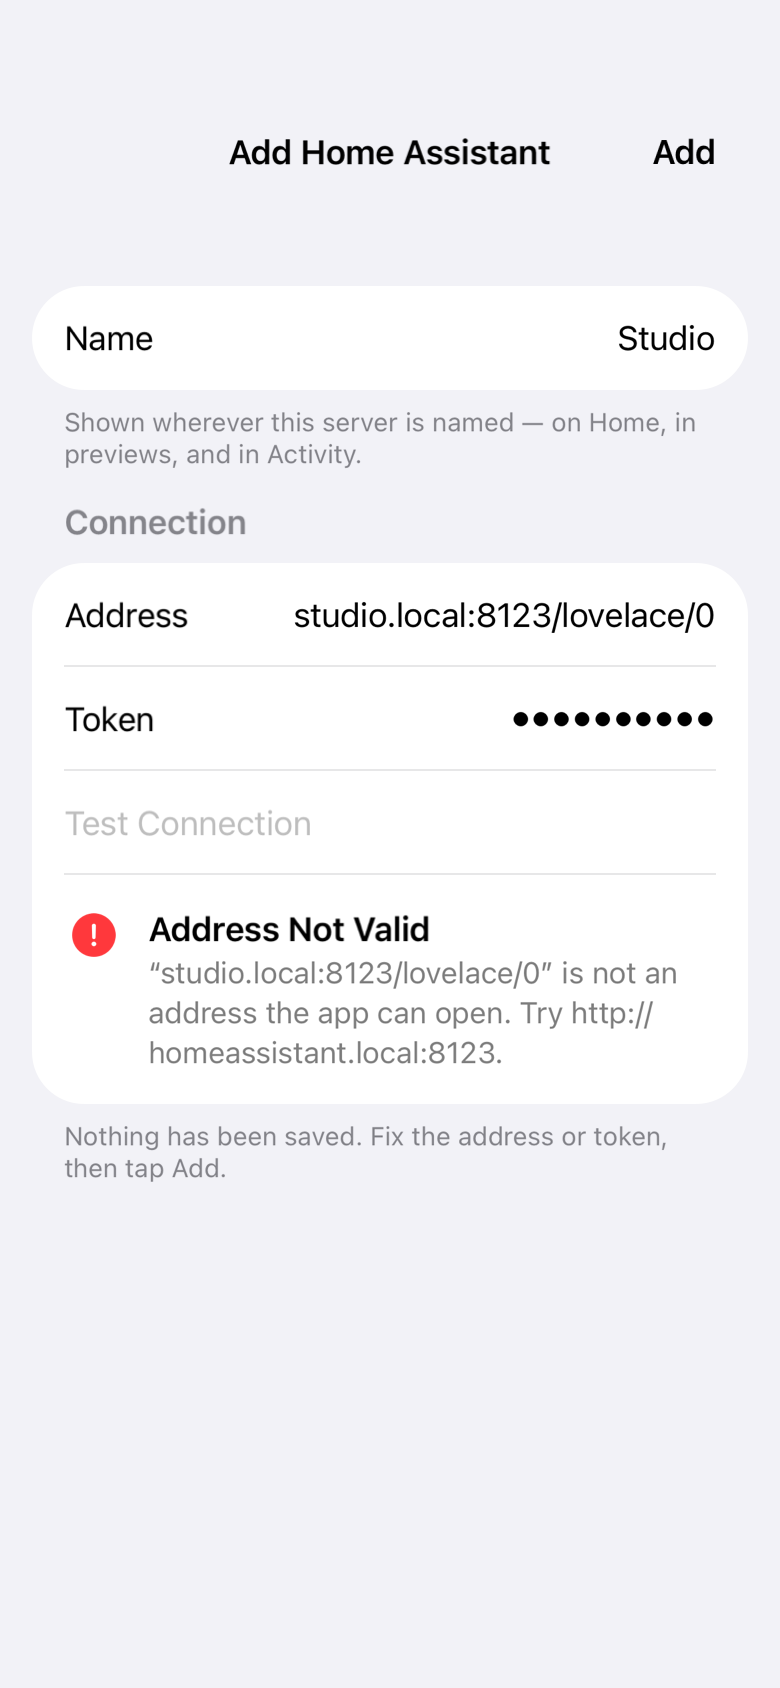 Add Home Assistant
Add
Name
Studio
Shown wherever this server is named — on Home, in
previews, and in Activity.
Connection
Address
studio.local:8123/lovelace/0
Token
●●●●●●●●●●
Test Connection
Address Not Valid
“studio.local:8123/lovelace/0” is not an
address the app can open. Try http://
homeassistant.local:8123.
Nothing has been saved. Fix the address or token,
then tap Add.